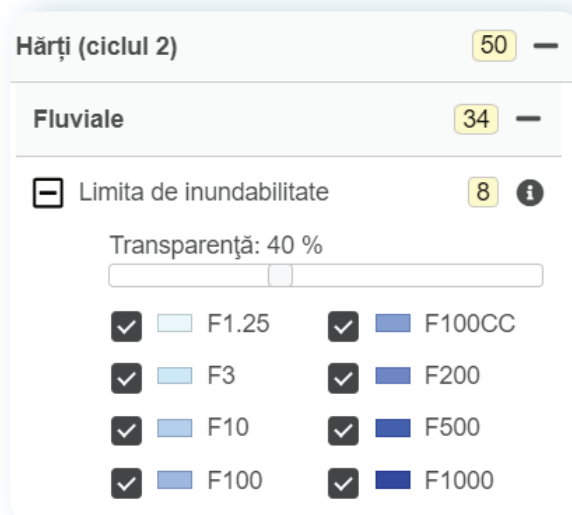 Hărți (ciclul 2) 50
Fluviale 34
Limita de inundabilitate 8
Transparenţă: 40 %
F1.25 F100CC
F3 F200
F10 F500
F100 F1000